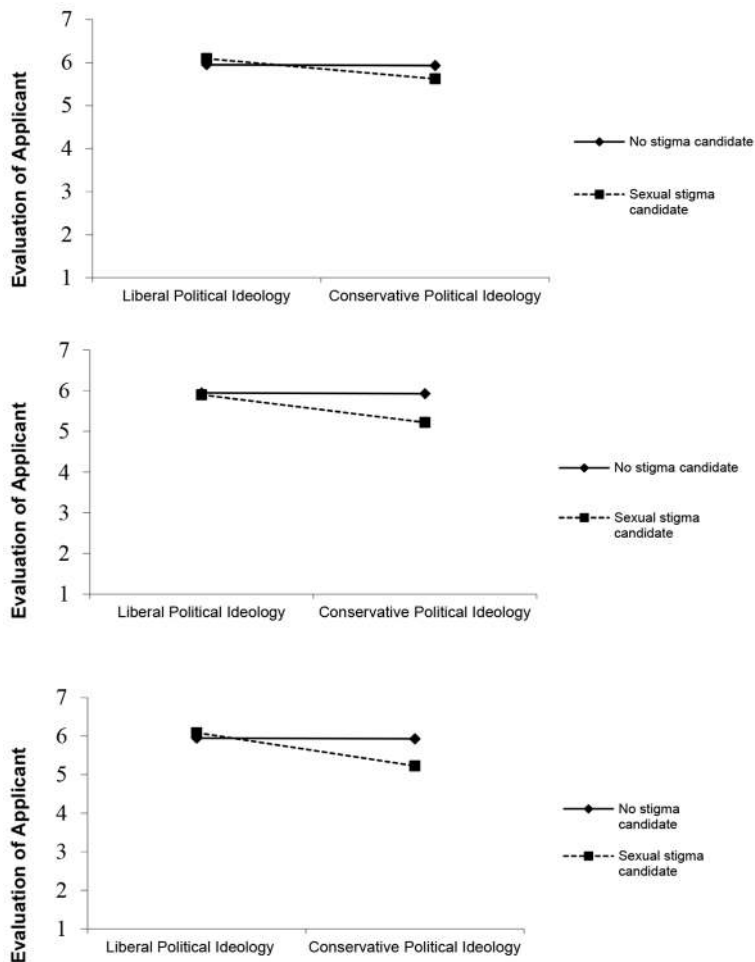 7
6
5
4
3
2
1
Evaluation of Applicant
Liberal Political Ideology
Conservative Political Ideology
No stigma candidate
Sexual stigma
candidate
7
6
5
4
3
2
1
Evaluation of Applicant
Liberal Political Ideology
Conservative Political Ideology
No stigma candidate
Sexual stigma
candidate
7
6
5
4
3
2
1
Evaluation of Applicant
Liberal Political Ideology
Conservative Political Ideology
No stigma
candidate
Sexual stigma
candidate